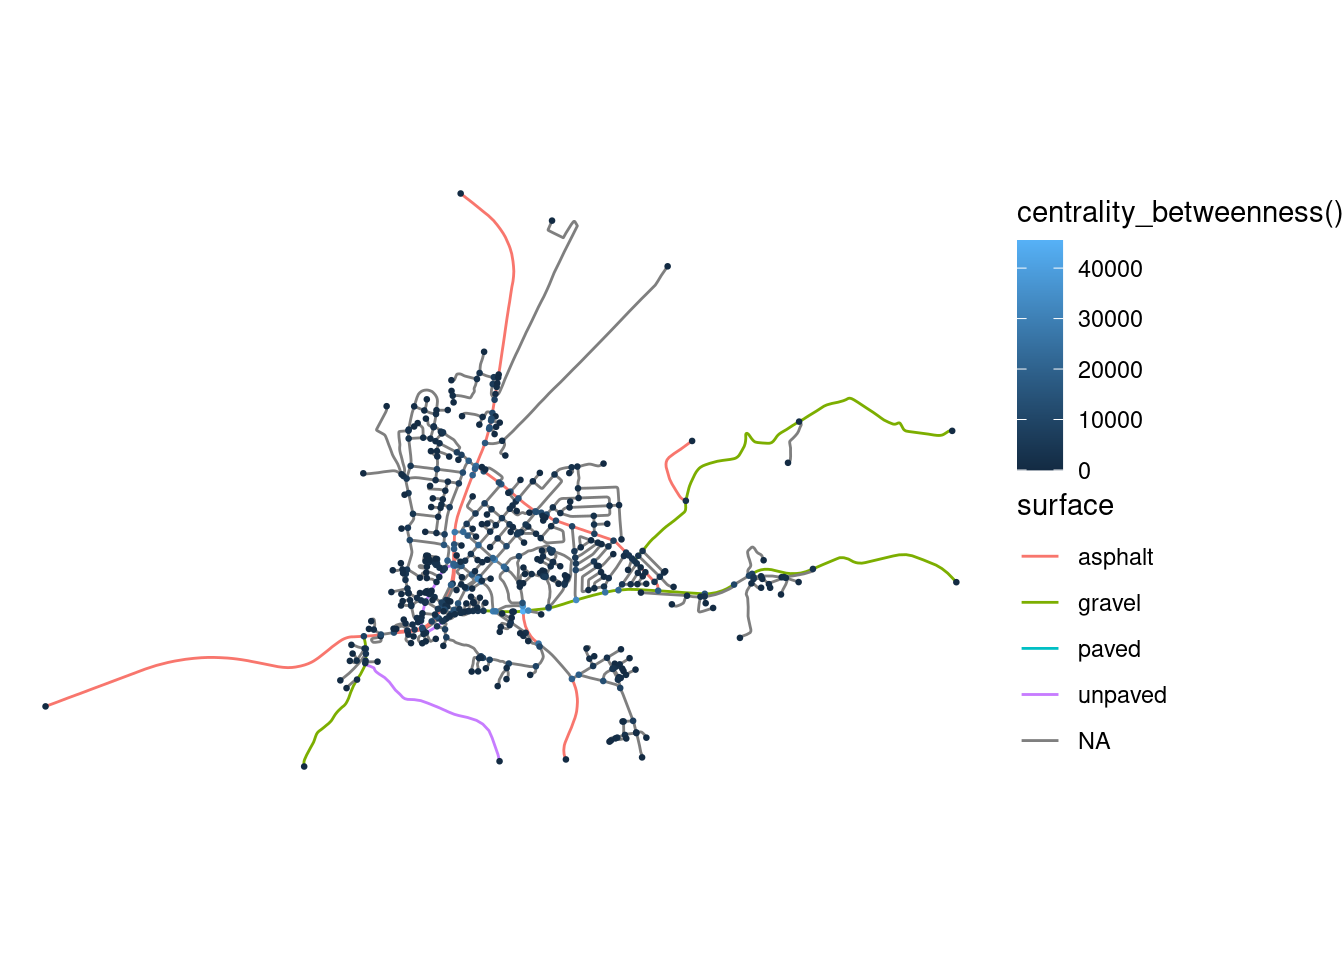 centrality_betweenness()
40000
30000
20000
10000
0
surface
asphalt
gravel
paved
unpaved
NA